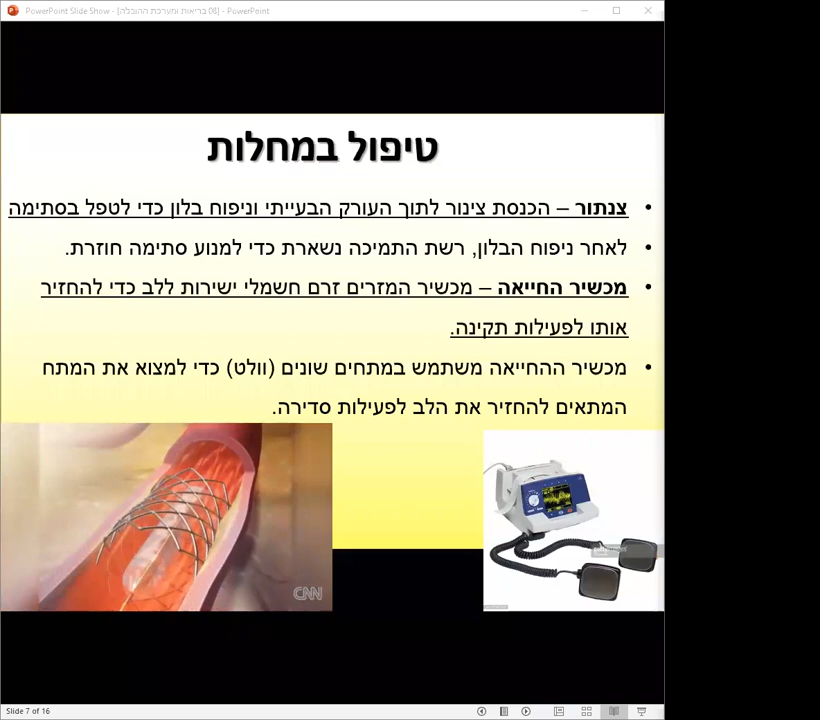 PowerPoint Slide Show - [08 בריאות ומערכת ההובלה] - PowerPoint
טיפול במחלות
• צנתור – הכנסת צינור לתוך העורק הבעייתי וניפוח בלון כדי לטפל בסתימה
• לאחר ניפוח הבלון, רשת התמיכה נשארת כדי למנוע סתימה חוזרת.
• מכשיר החייאה – מכשיר המזרים זרם חשמלי ישירות ללב כדי להחזיר
אותו לפעילות תקינה.
• מכשיר ההחייאה משתמש במתחים שונים (וולט) כדי למצוא את המתח
המתאים להחזיר את הלב לפעילות סדירה.
CNN
Slide 7 of 16